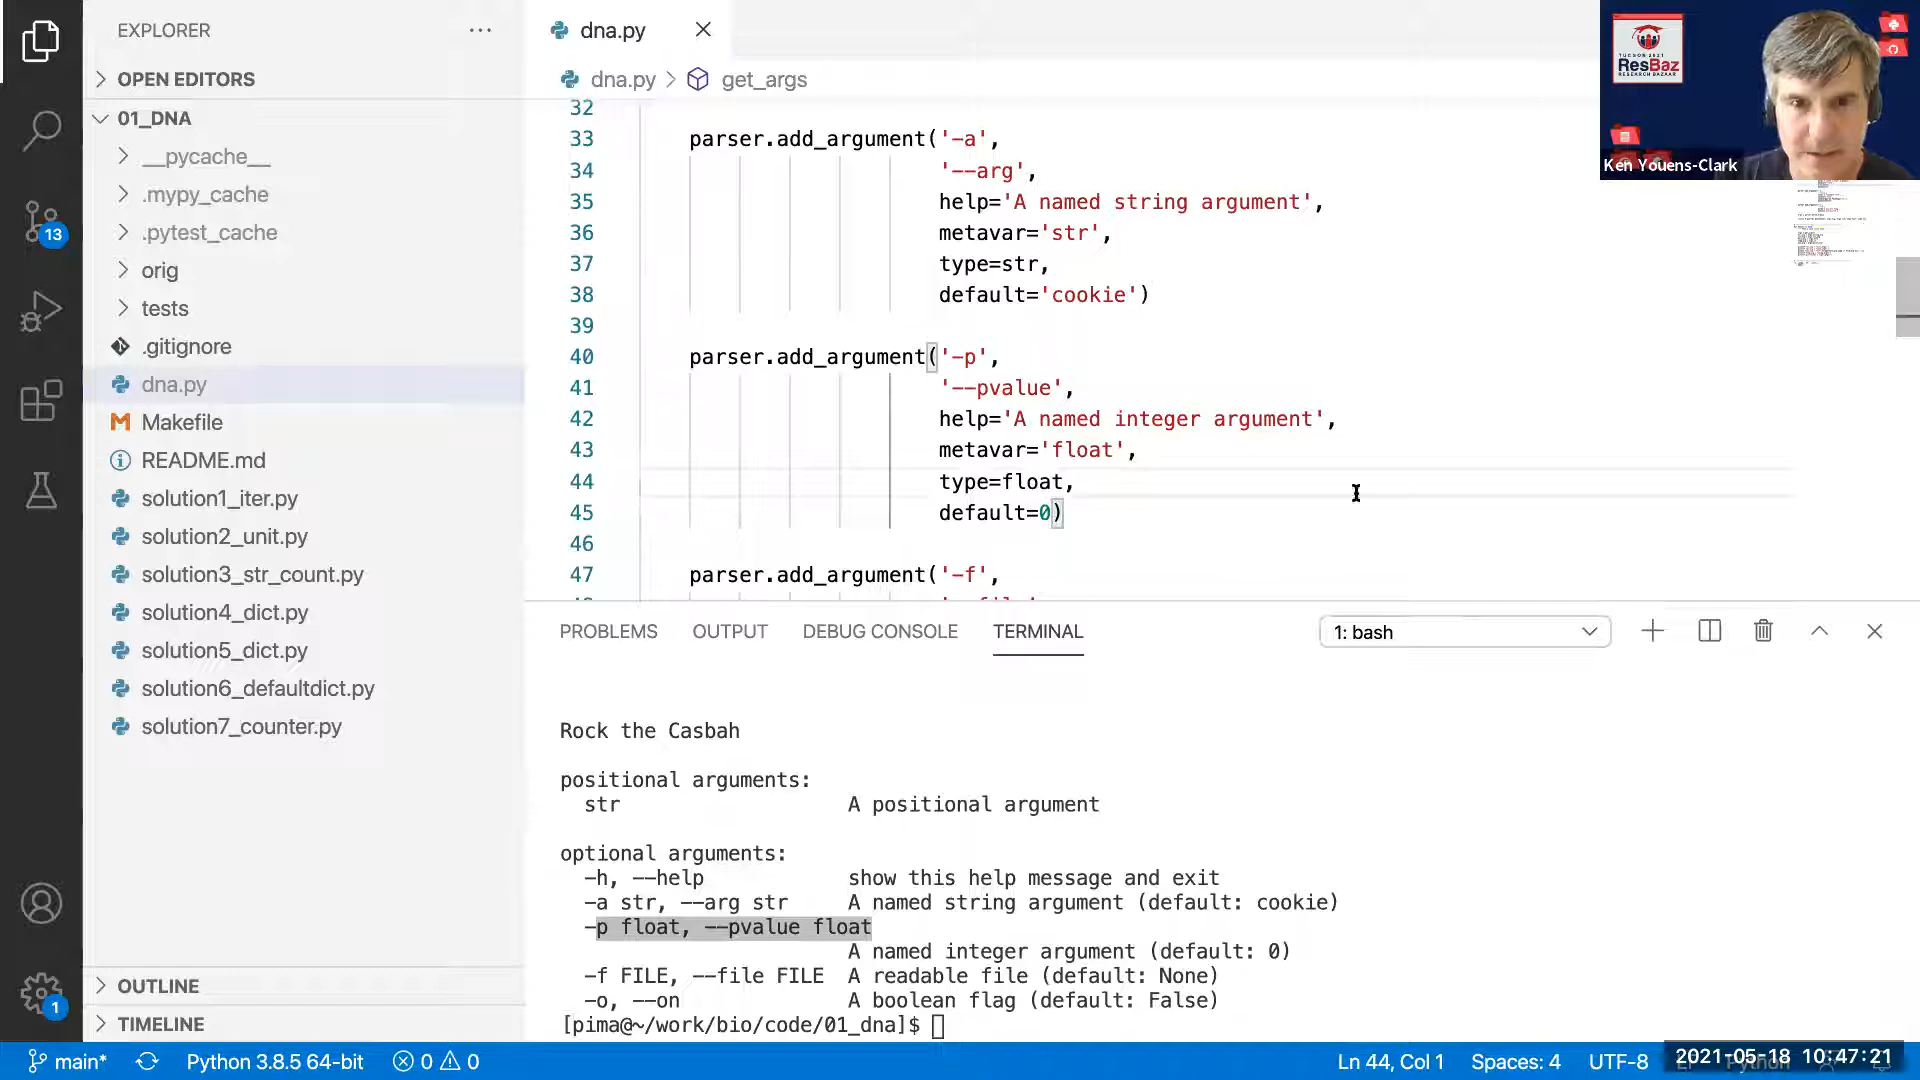 EXPLORER
OPEN EDITORS
01_DNA
__pycache__
.mypy_cache
.pytest_cache
orig
tests
.gitignore
dna.py
Makefile
README.md
solution1_iter.py
solution2_unit.py
solution3_str_count.py
solution4_dict.py
solution5_dict.py
solution6_defaultdict.py
solution7_counter.py
OUTLINE
TIMELINE
13
1
dna.py
dna.py > get_args
32
33 parser.add_argument('-a',
34 '--arg',
35 help='A named string argument',
36 metavar='str',
37 type=str,
38 default='cookie')
39
40 parser.add_argument('-p',
41 '--pvalue',
42 help='A named integer argument',
43 metavar='float',
44 type=float,
45 default=0)
46
47 parser.add_argument('-f',
TUCSON 2021
ResBaz
RESEARCH BAZAAR
Ken Youens-Clark
PROBLEMS OUTPUT DEBUG CONSOLE TERMINAL 1: bash
Rock the Casbah
positional arguments:
str A positional argument
optional arguments:
-h, --help show this help message and exit
-a str, --arg str A named string argument (default: cookie)
-p float, --pvalue float
A named integer argument (default: 0)
-f FILE, --file FILE A readable file (default: None)
-o, --on A boolean flag (default: False)
[pima@~/work/bio/code/01_dna]$
main* Python 3.8.5 64-bit 0 0 Ln 44, Col 1 Spaces: 4 UTF-8 2021-05-18 10:47:21